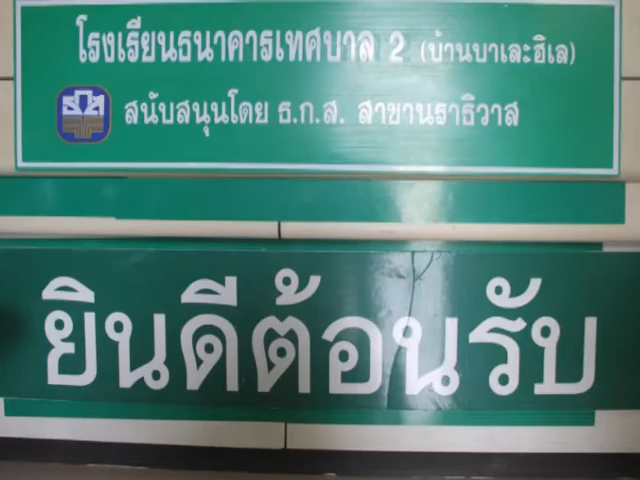 โรงเรียนธนาคารเทศบาล 2 (บ้านบาเละฮิเล)
สนับสนุนโดย ธ.ก.ส. สาขานราธิวาส
ยินดีต้อนรับ